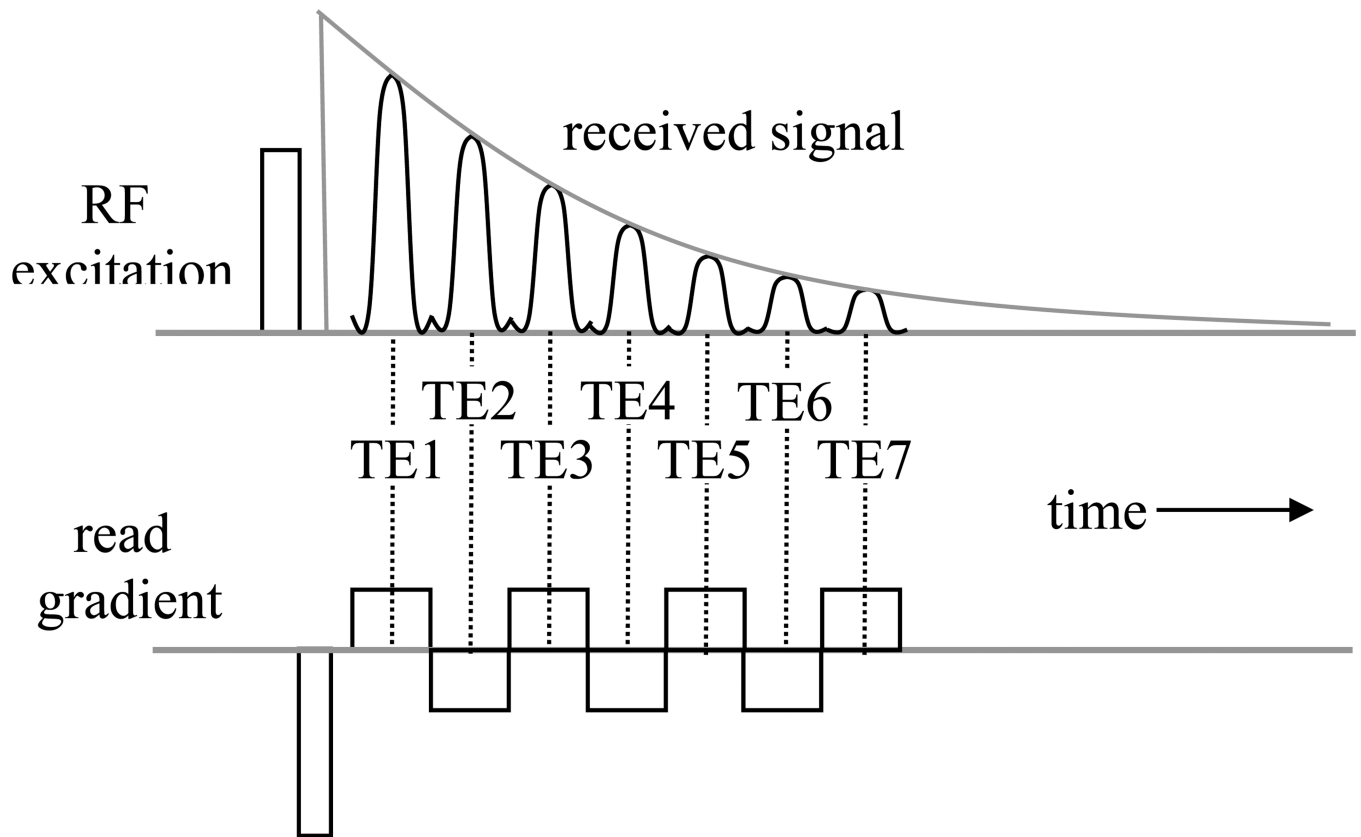 received signal
RF
excitation
TE2 TE4 TE6
TE1 TE3 TE5 TE7
time
read
gradient